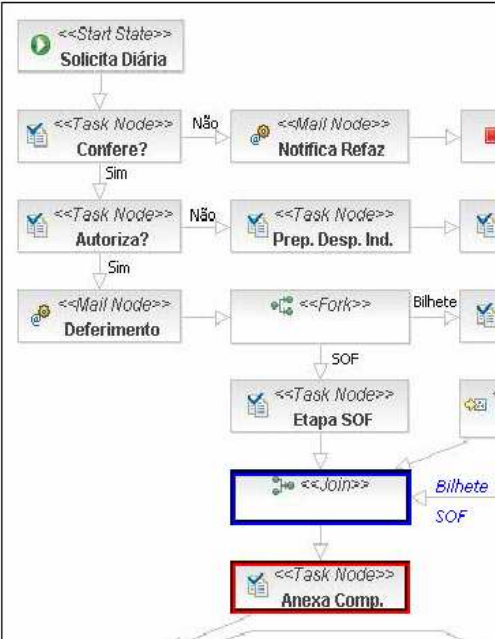 <<Start State>>
Solicita Diária
<<Task Node>>
Confere?
Não
<<Mail Node>>
Notifica Refaz
Sim
<<Task Node>>
Autoriza?
Não
<<Task Node>>
Prep. Desp. Ind.
Sim
<<Mail Node>>
Deferimento
<<Fork>>
Bilhete
SOF
<<Task Node>>
Etapa SOF
<<Join>>
Bilhete
SOF
<<Task Node>>
Anexa Comp.